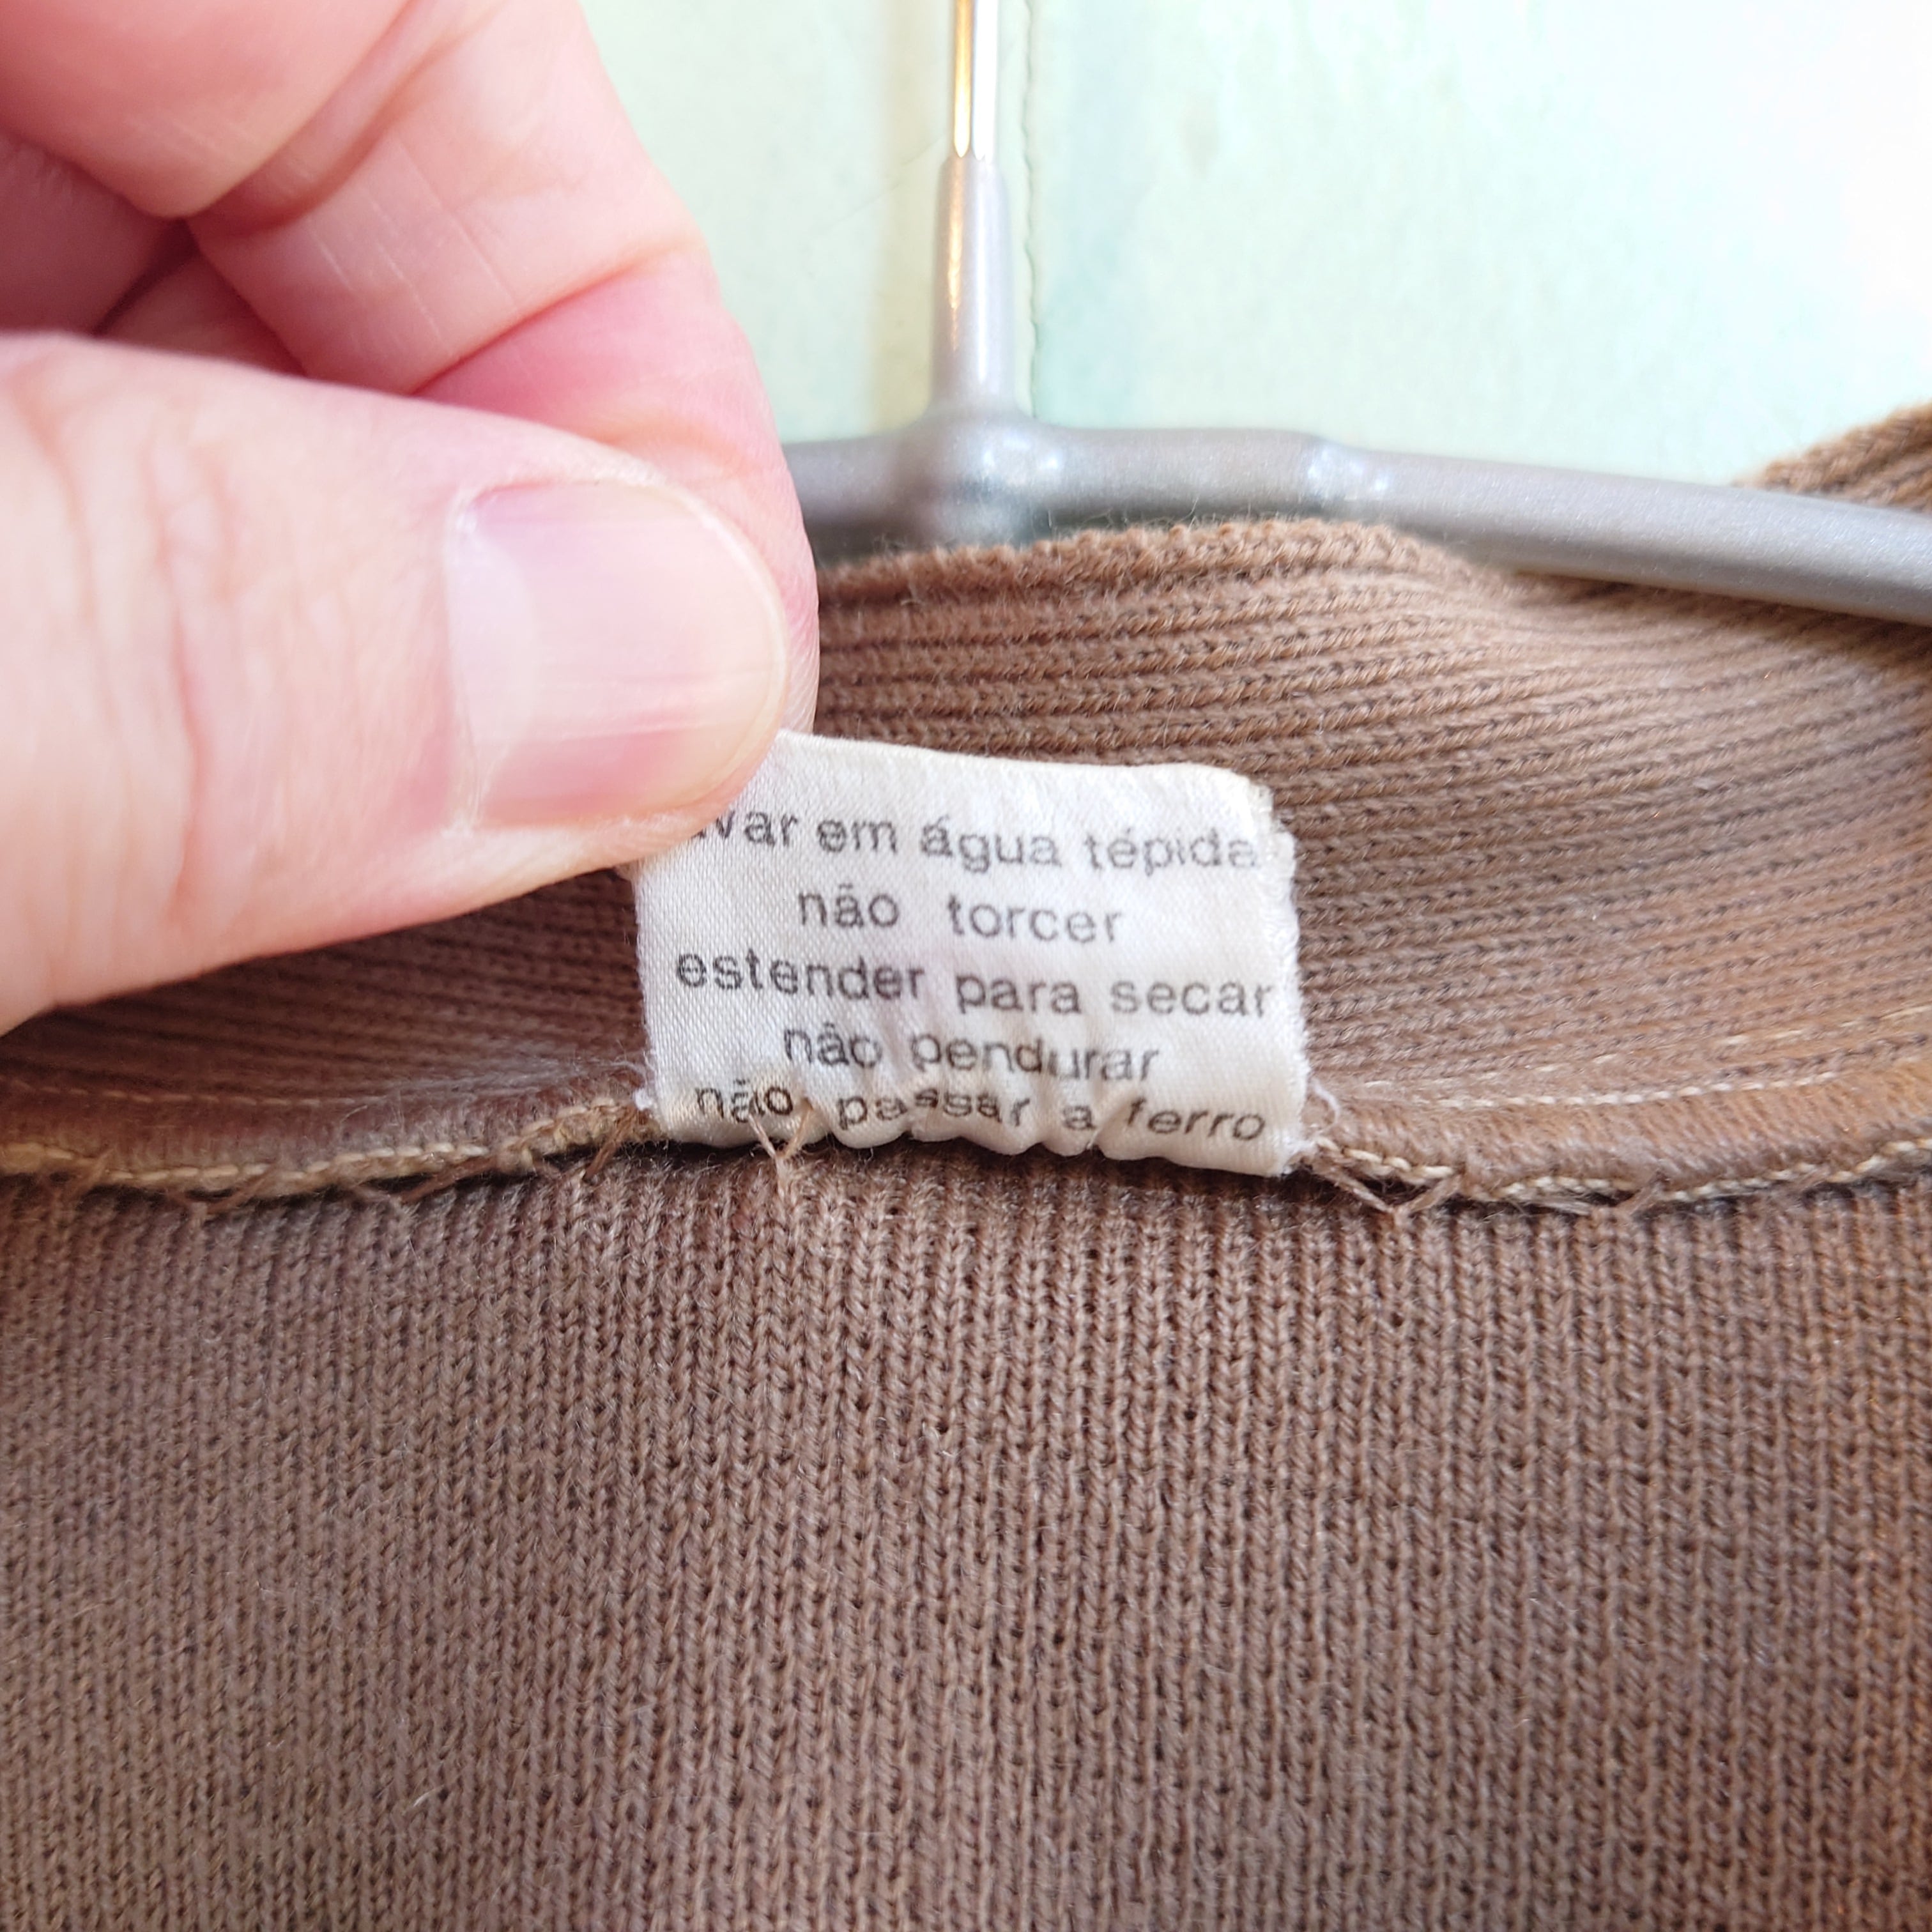 var em água tépida
não torcer
estender para secar
não pendurar
não passar a ferro